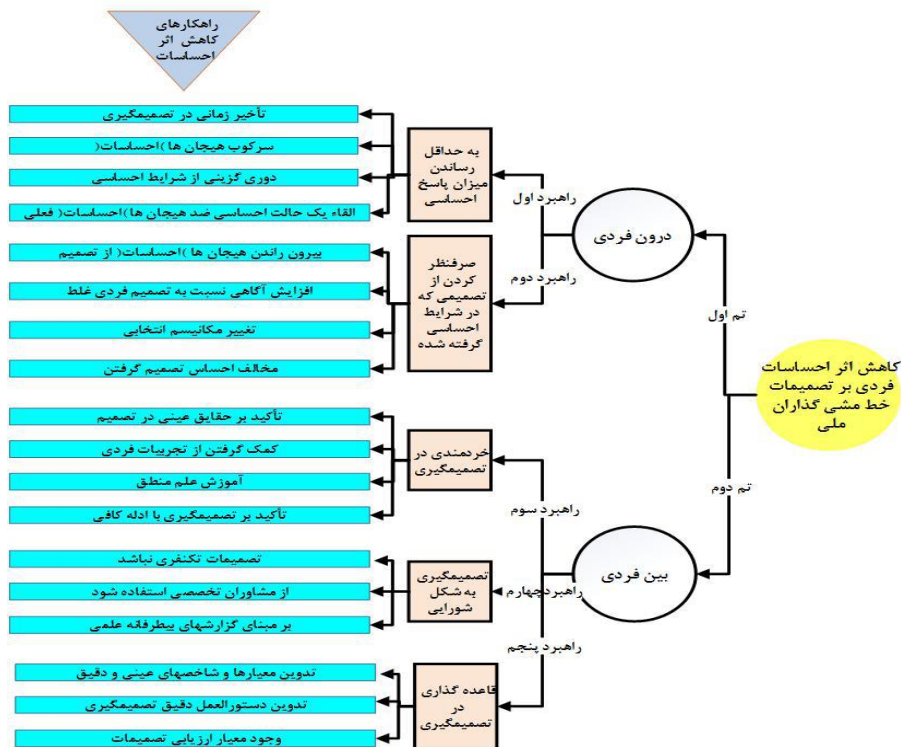 راهکارهای
کاهش اثر
احساسات
کاهش اثر احساسات
فردی بر تصمیمات
خط مشی گذاران
ملی
تم اول
درون فردی
راهبرد اول
به حداقل
رساندن
میزان پاسخ
احساسی
تأخیر زمانی در تصمیمگیری
سرکوب هیجان ها )احساسات(
دوری گزینی از شرایط احساسی
القاء یک حالت احساسی ضد هیجان ها )احساسات( فعلی
راهبرد دوم
صرفنظر
کردن از
تصمیمی که
در شرایط
احساسی
گرفته شده
بیرون راندن هیجان ها )احساسات( از تصمیم
افزایش آگاهی نسبت به تصمیم فردی غلط
تغییر مکانیسم انتخابی
مخالف احساس تصمیم گرفتن
تم دوم
بین فردی
راهبرد سوم
خردمندی در
تصمیمگیری
تأکید بر حقایق عینی در تصمیم
کمک گرفتن از تجربیات فردی
آموزش علم منطق
تأکید بر تصمیمگیری با ادله کافی
راهبردچهارم
تصمیمگیری
به شکل
شورایی
تصمیمات تکنفری نباشد
از مشاوران تخصصی استفاده شود
بر مبنای گزارشهای بیطرفانه علمی
راهبرد پنجم
قاعده گذاری
در
تصمیمگیری
تدوین معیارها و شاخصهای عینی و دقیق
تدوین دستورالعمل دقیق تصمیمگیری
وجود معیار ارزیابی تصمیمات